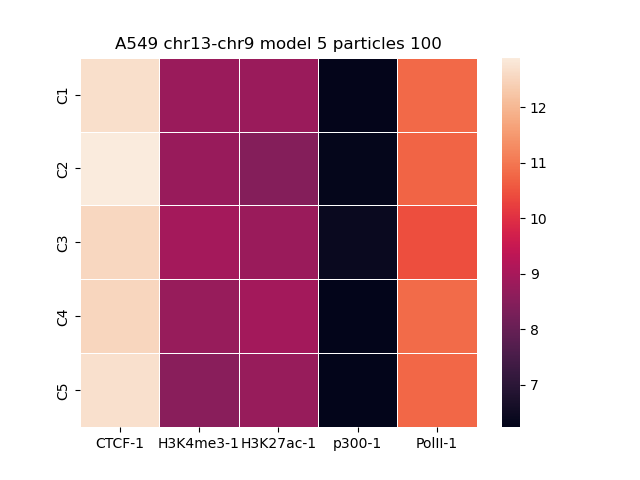 A549 chr13-chr9 model 5 particles 100
C1
C2
C3
C4
C5
CTCF-1 H3K4me3-1 H3K27ac-1 p300-1 PolII-1
12
11
10
9
8
7